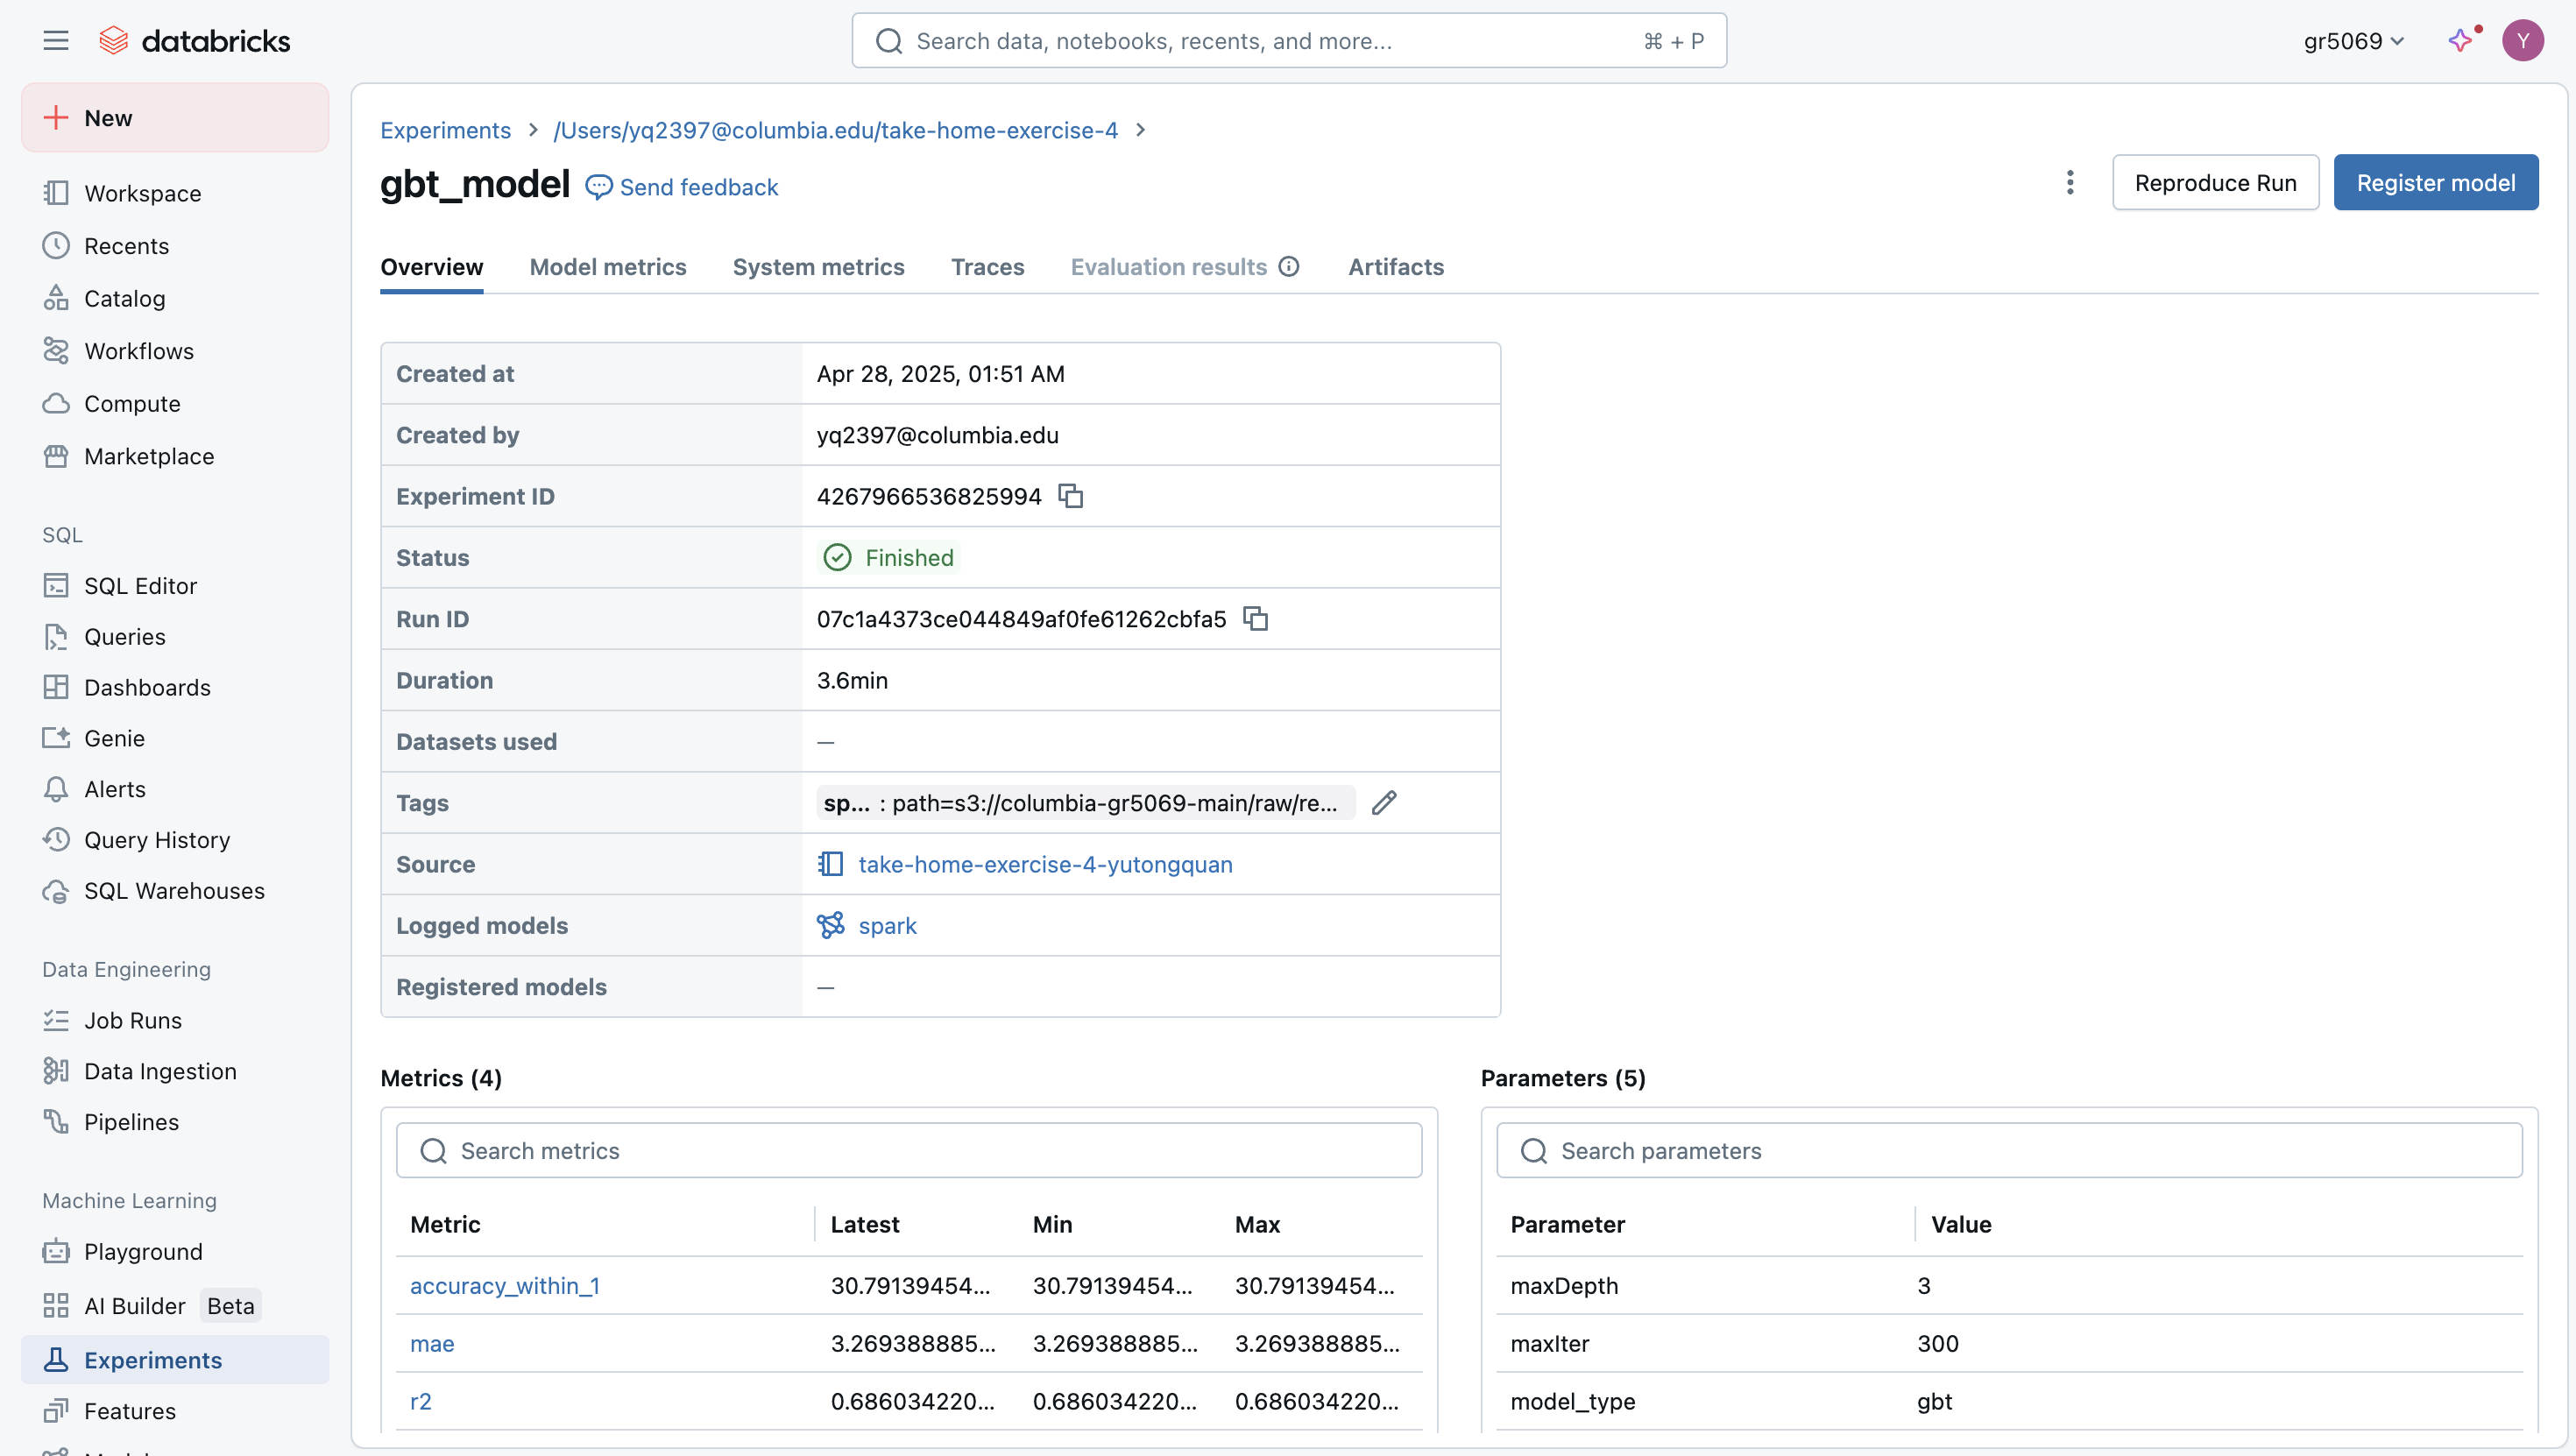 databricks
Search data, notebooks, recents, and more...
⌘ + P
gr5069
Y
New
Workspace
Recents
Catalog
Workflows
Compute
Marketplace
SQL
SQL Editor
Queries
Dashboards
Genie
Alerts
Query History
SQL Warehouses
Data Engineering
Job Runs
Data Ingestion
Pipelines
Machine Learning
Playground
AI Builder Beta
Experiments
Features
Experiments > /Users/yq2397@columbia.edu/take-home-exercise-4 >
gbt_model
Send feedback
Reproduce Run
Register model
Overview
Model metrics
System metrics
Traces
Evaluation results
Artifacts
Created at Apr 28, 2025, 01:51 AM
Created by yq2397@columbia.edu
Experiment ID 4267966536825994
Status Finished
Run ID 07c1a4373ce044849af0fe61262cbfa5
Duration 3.6min
Datasets used —
Tags sp... : path=s3://columbia-gr5069-main/raw/re...
Source take-home-exercise-4-yutongquan
Logged models spark
Registered models —
Metrics (4)
Search metrics
Metric Latest Min Max
accuracy_within_1 30.79139454... 30.79139454... 30.79139454...
mae 3.269388885... 3.269388885... 3.269388885...
r2 0.686034220... 0.686034220... 0.686034220...
Parameters (5)
Search parameters
Parameter Value
maxDepth 3
maxIter 300
model_type gbt